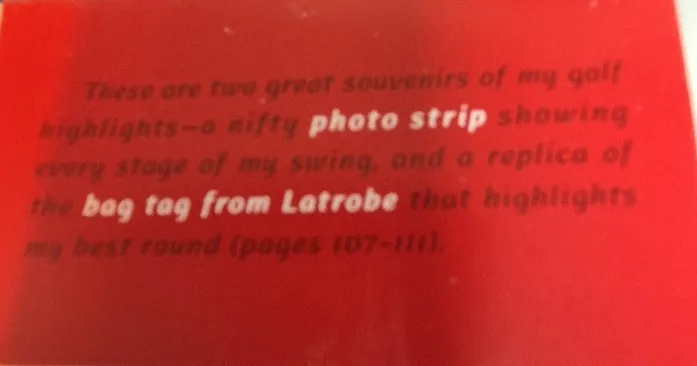 These are two great souvenirs of my golf
highlights—a nifty photo strip showing
every stage of my swing, and a replica of
the bag tag from Latrobe that highlights
my best round (pages 107-111).